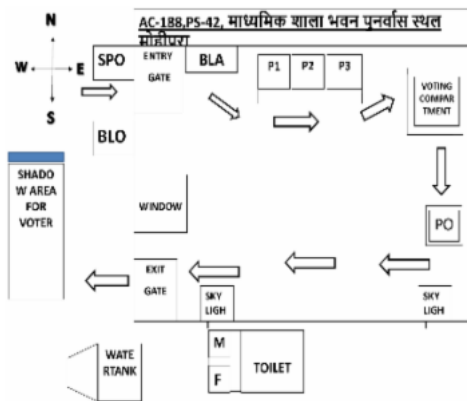 N
W E
S
AC-188,PS-42, माध्यमिक शाला भवन पुनर्वास स्थल
मोहीपुरा
SPO
ENTRY
GATE
BLA
P1 P2 P3
VOTING
COMPAR
TMENT
BLO
SHADO
W AREA
FOR
VOTER
WINDOW
PO
EXIT
GATE
SKY
LIGH
SKY
LIGH
WATE
RTANK
M
F
TOILET